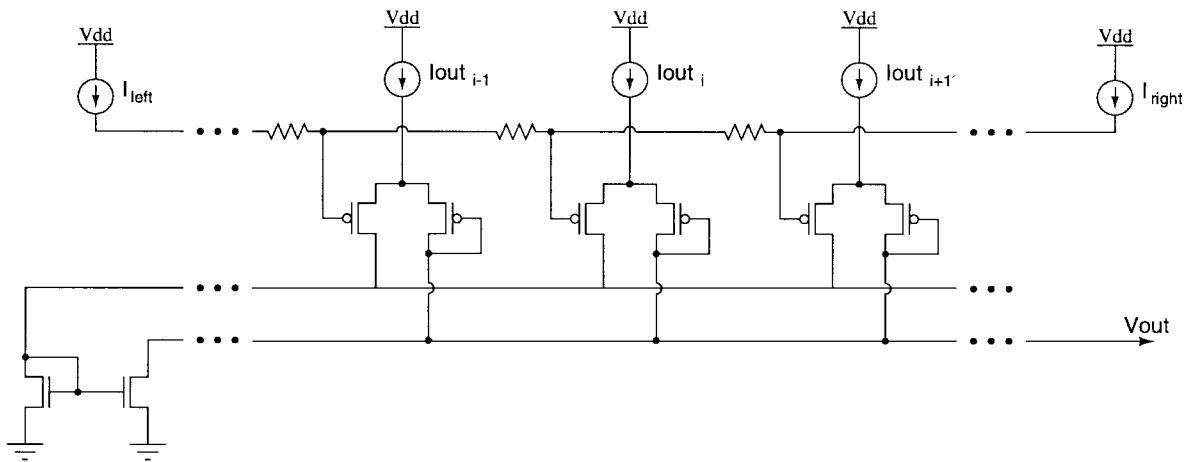 Vdd
Vdd
Vdd
Vdd
Vdd
I left
Iout i-1
Iout i
Iout i+1
I right
Vout